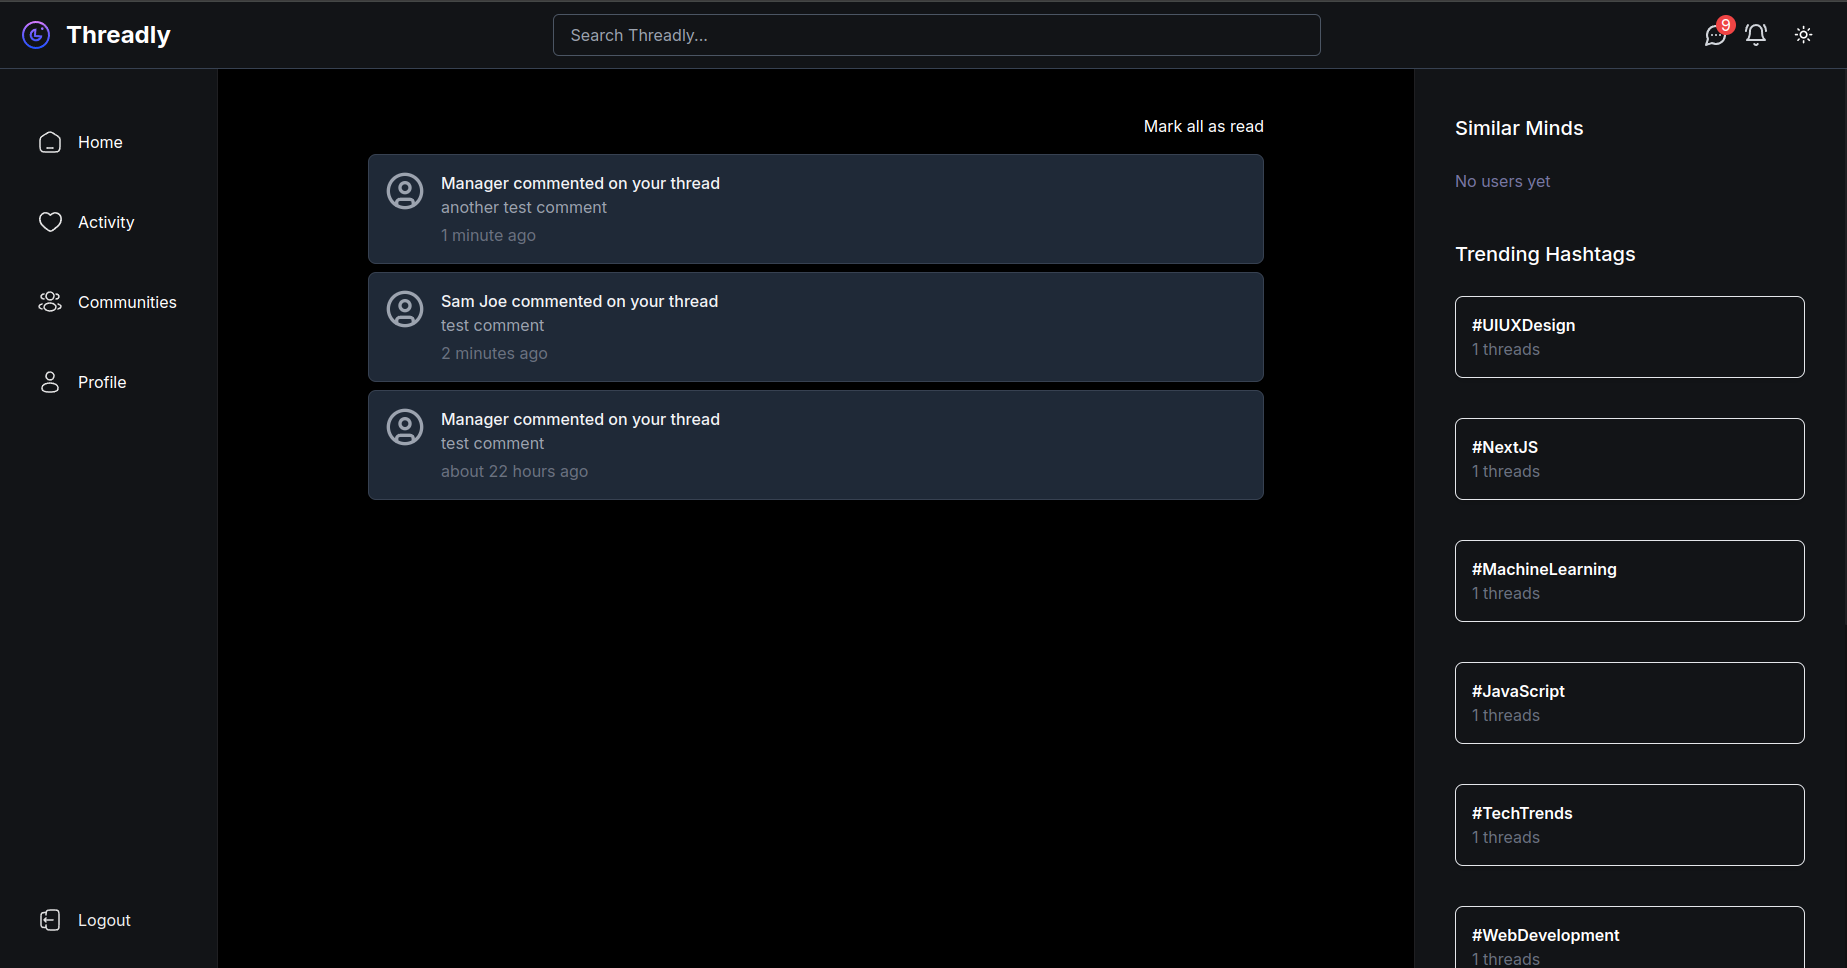 Threadly
Search Threadly...
9
Home
Activity
Communities
Profile
Logout
Mark all as read
Manager commented on your thread
another test comment
1 minute ago
Sam Joe commented on your thread
test comment
2 minutes ago
Manager commented on your thread
test comment
about 22 hours ago
Similar Minds
No users yet
Trending Hashtags
#UIUXDesign
1 threads
#NextJS
1 threads
#MachineLearning
1 threads
#JavaScript
1 threads
#TechTrends
1 threads
#WebDevelopment
1 threads